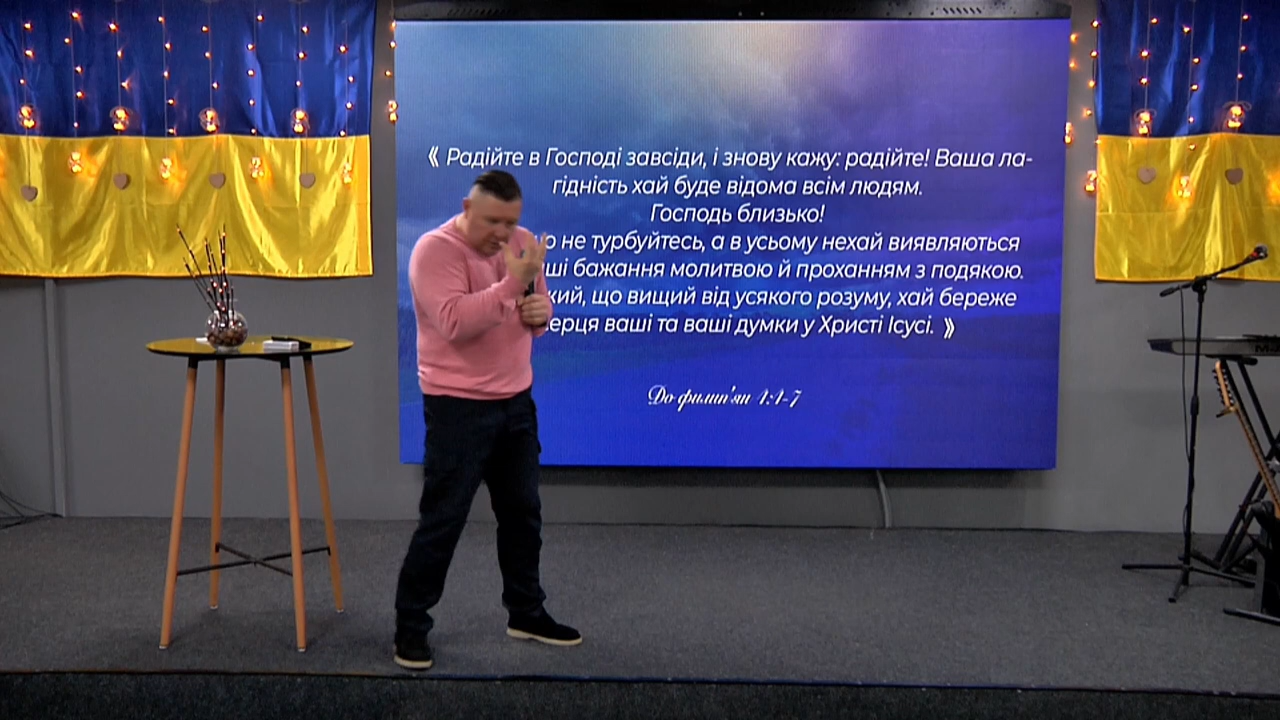 « Радійте в Господі завсіди, і знову кажу: радійте! Ваша ла-
гідність хай буде відома всім людям.
Господь близько!
не турбуйтесь, а в усьому нехай виявляються
бажання молитвою й проханням з подякою.
що вищий від усякого розуму, хай береже
ваші та ваші думки у Христі Ісусі. »
До филип'ян 4:4-7